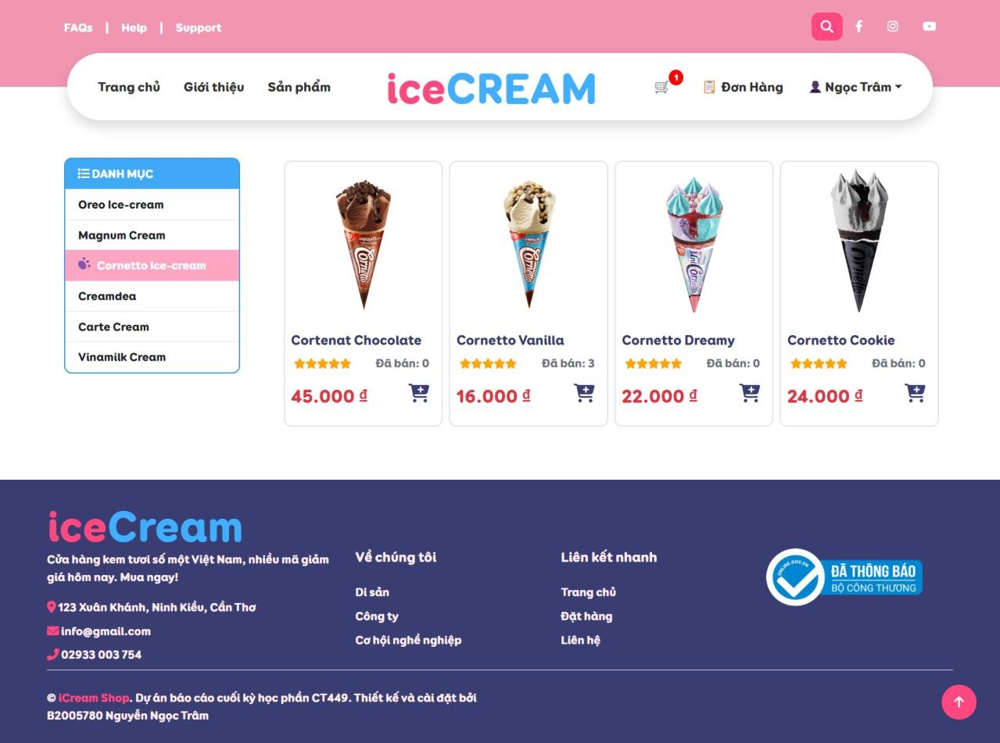 FAQs | Help | Support
Trang chủ Giới thiệu Sản phẩm iceCREAM 1 Đơn Hàng Ngọc Trâm
DANH MỤC
Oreo Ice-cream
Magnum Cream
Cornetto Ice-cream
Creamdea
Carte Cream
Vinamilk Cream
Cortenat Chocolate
Đã bán: 0
45.000 ₫
Cornetto Vanilla
Đã bán: 3
16.000 ₫
Cornetto Dreamy
Đã bán: 0
22.000 ₫
Cornetto Cookie
Đã bán: 0
24.000 ₫
iceCream
Cửa hàng kem tươi số một Việt Nam, nhiều mã giảm
giá hôm nay. Mua ngay!
123 Xuân Khánh, Ninh Kiều, Cần Thơ
info@gmail.com
02933 003 754
Về chúng tôi
Di sản
Công ty
Cơ hội nghề nghiệp
Liên kết nhanh
Trang chủ
Đặt hàng
Liên hệ
ONLINE.GOV.VN
ĐÃ THÔNG BÁO
BỘ CÔNG THƯƠNG
© iCream Shop. Dự án báo cáo cuối kỳ học phần CT449. Thiết kế và cài đặt bởi
B2005780 Nguyễn Ngọc Trâm